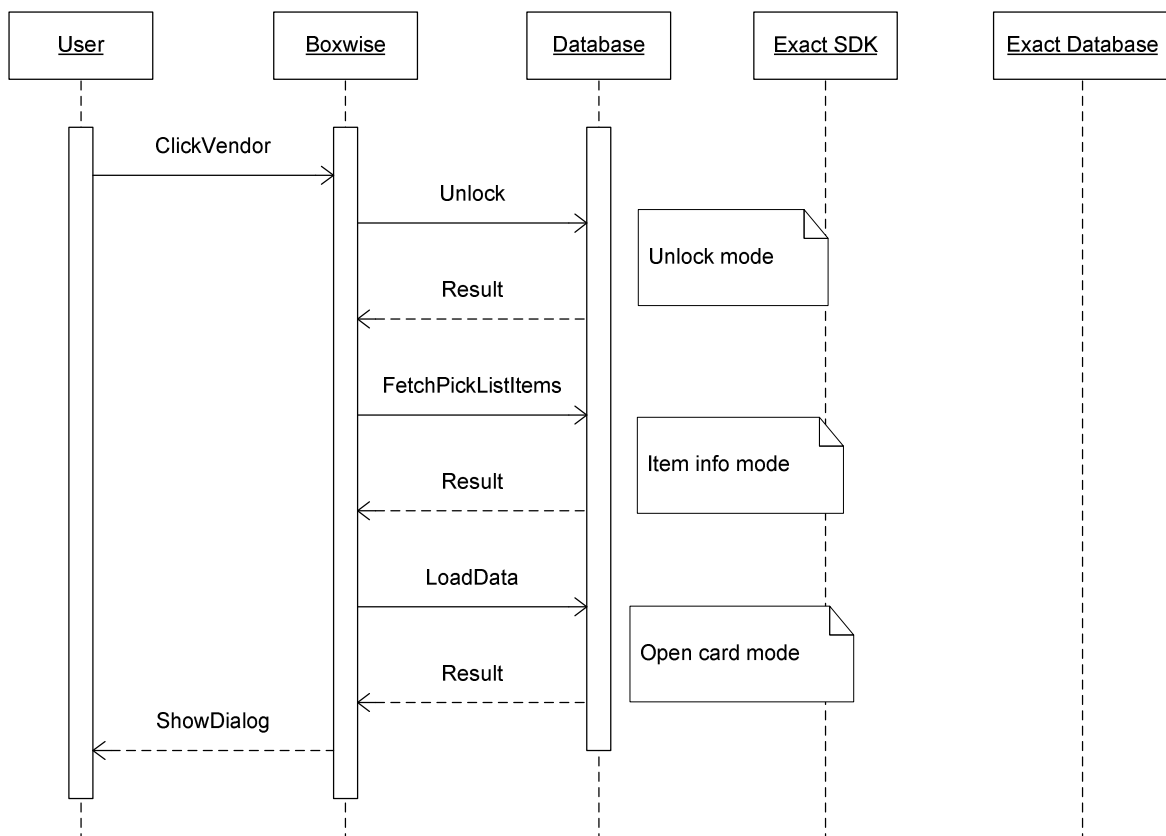 User
Boxwise
Database
Exact SDK
Exact Database
ClickVendor
Unlock
Unlock mode
Result
FetchPickListItems
Item info mode
Result
LoadData
Open card mode
Result
ShowDialog